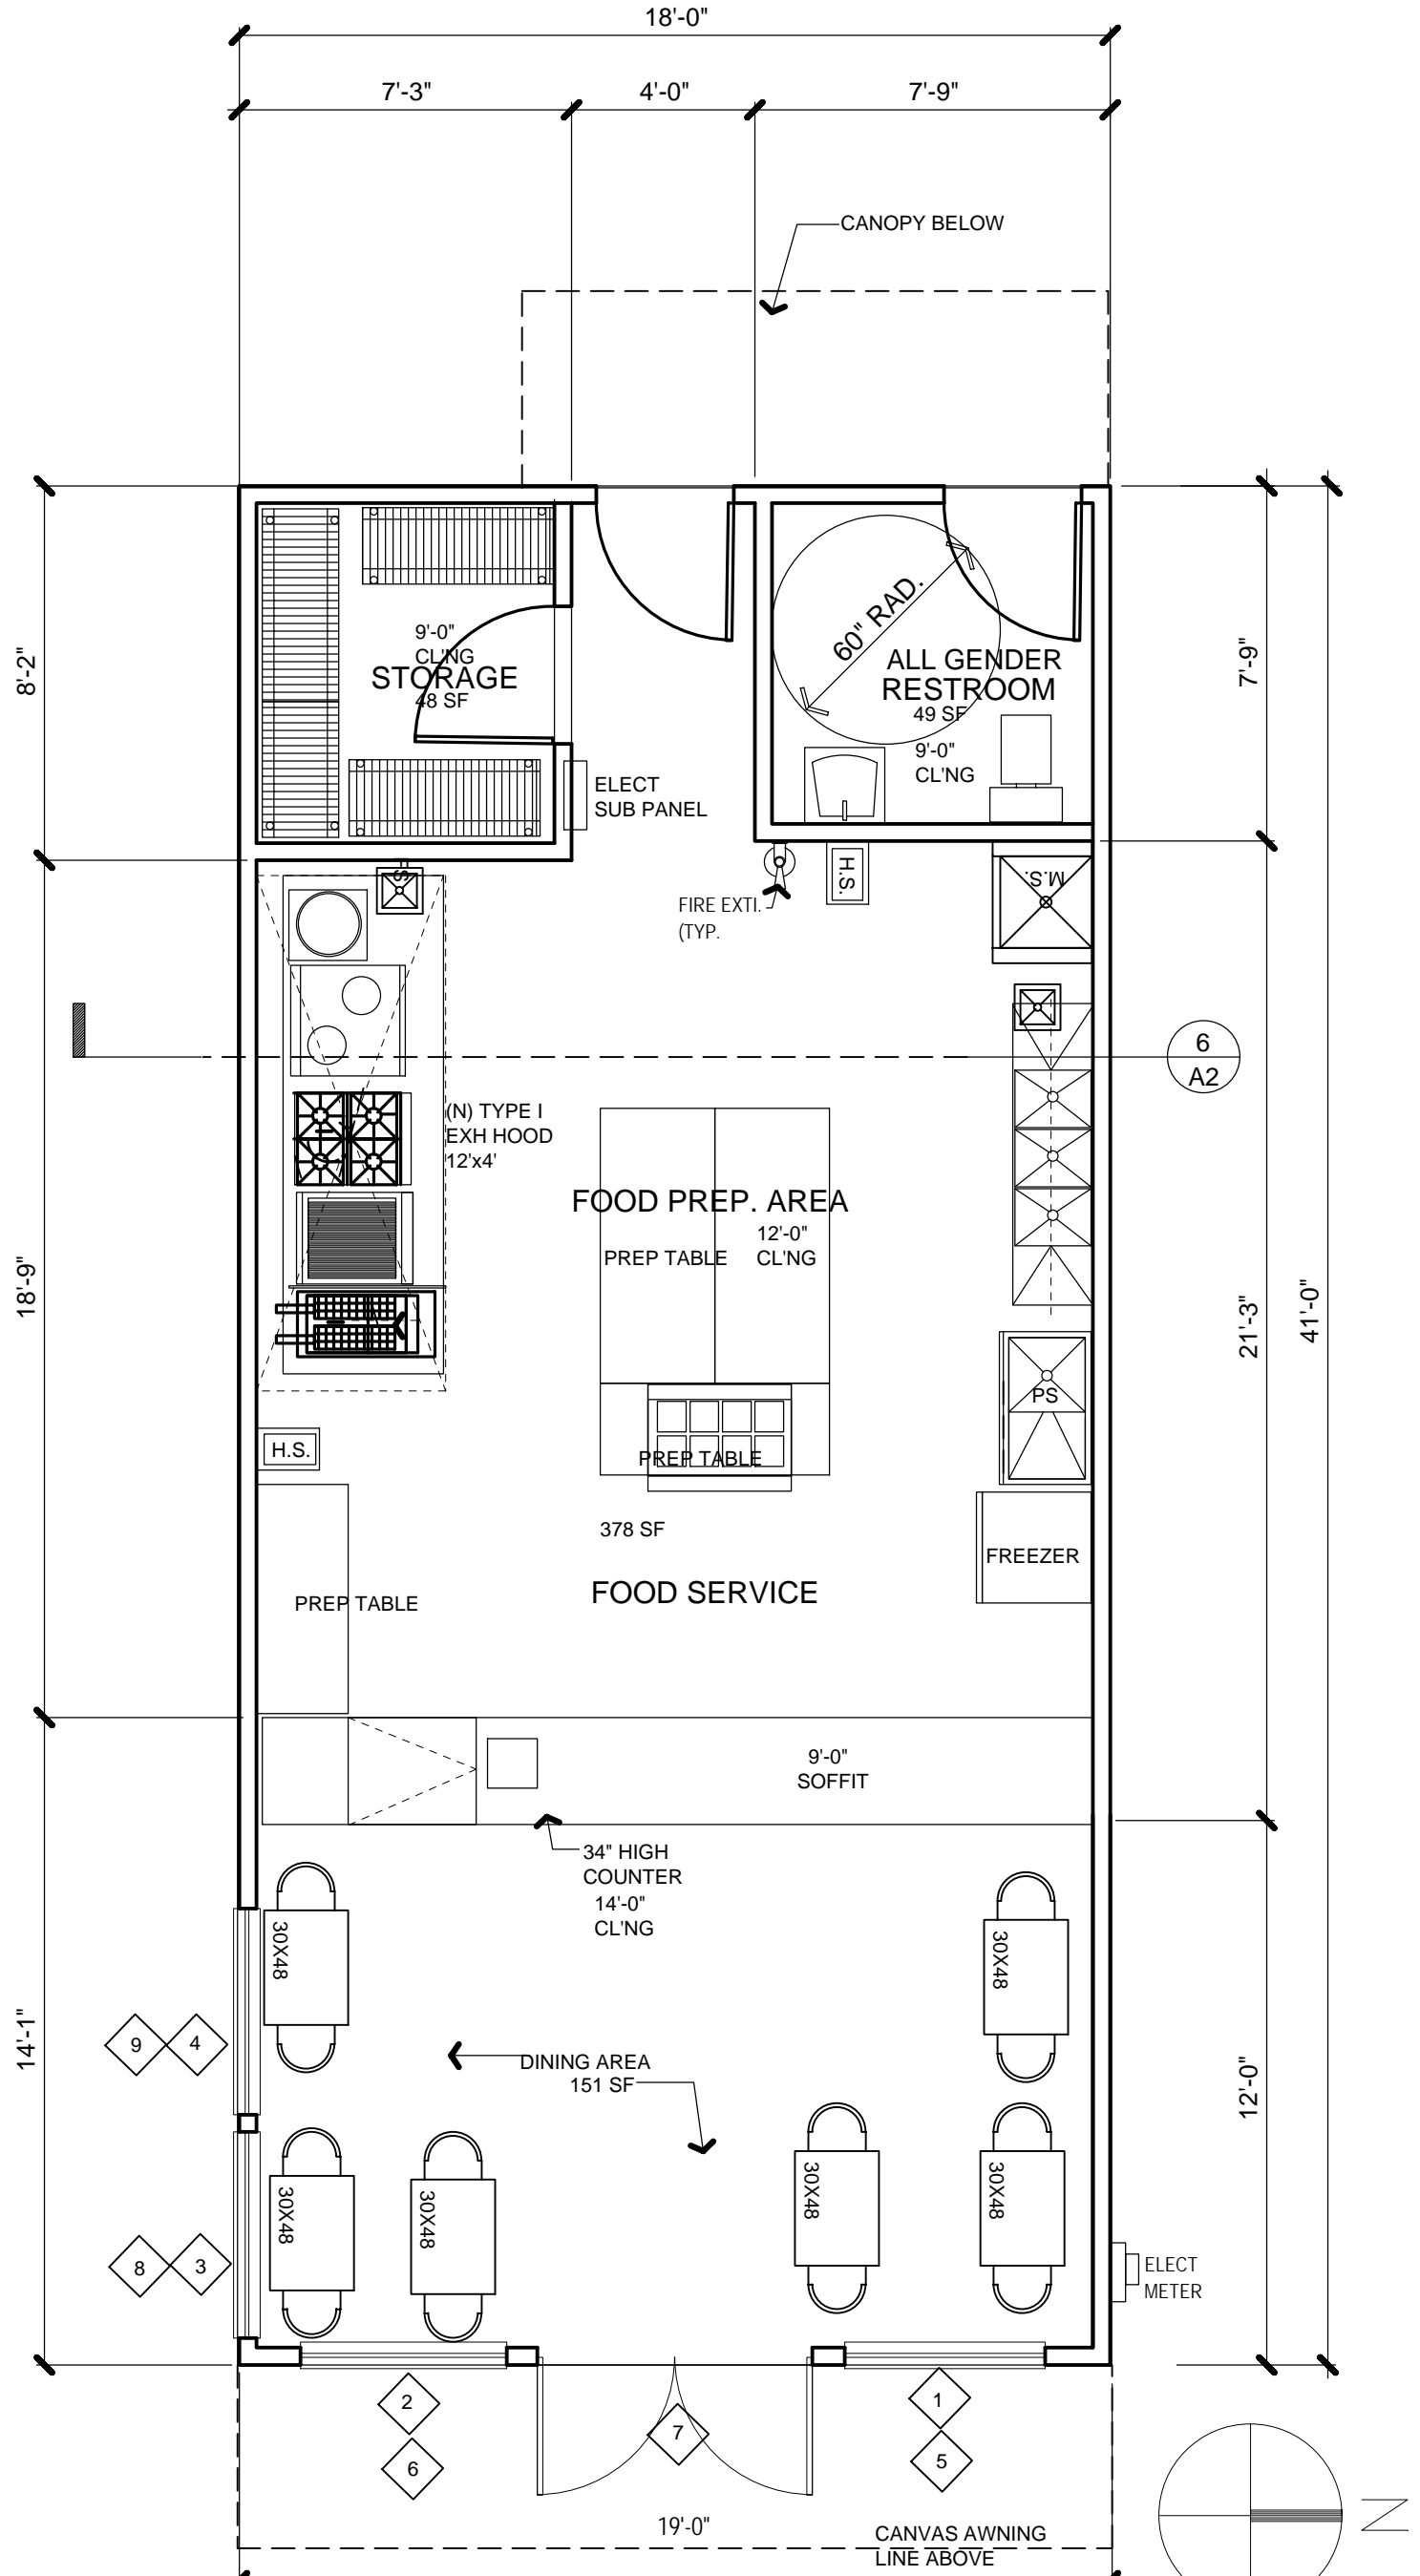 18'-0"
7'-3"
4'-0"
7'-9"
CANOPY BELOW
8'-2"
9'-0"
CL'NG
STORAGE
48 SF
60" RAD.
ALL GENDER
RESTROOM
49 SF
9'-0"
CL'NG
7'-9"
ELECT
SUB PANEL
FIRE EXTI.
(TYP.
H.S.
M.S.
6
A2
(N) TYPE I
EXH HOOD
12'x4'
FOOD PREP. AREA
12'-0"
CL'NG
PREP TABLE
18'-9"
21'-3"
41'-0"
PS
H.S.
PREP TABLE
378 SF
FREEZER
FOOD SERVICE
PREP TABLE
9'-0"
SOFFIT
34" HIGH
COUNTER
14'-0"
CL'NG
30X48
30X48
14'-1"
9
4
DINING AREA
151 SF
12'-0"
30X48
30X48
30X48
30X48
8
3
ELECT
METER
2
1
7
6
5
19'-0"
CANVAS AWNING
LINE ABOVE
N